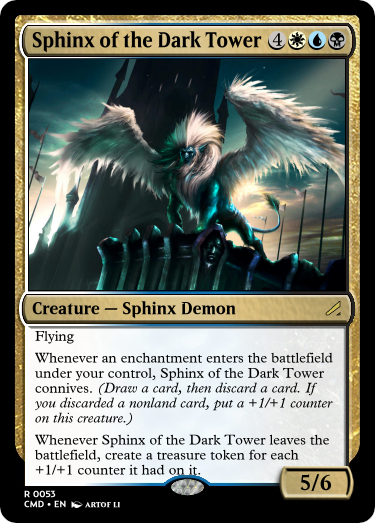 Sphinx of the Dark Tower 4
Creature — Sphinx Demon
Flying
Whenever an enchantment enters the battlefield
under your control, Sphinx of the Dark Tower
connives. (Draw a card, then discard a card. If
you discarded a nonland card, put a +1/+1 counter
on this creature.)
Whenever Sphinx of the Dark Tower leaves the
battlefield, create a treasure token for each
+1/+1 counter it had on it.
5/6
R 0053
CMD • EN ARTOF LI